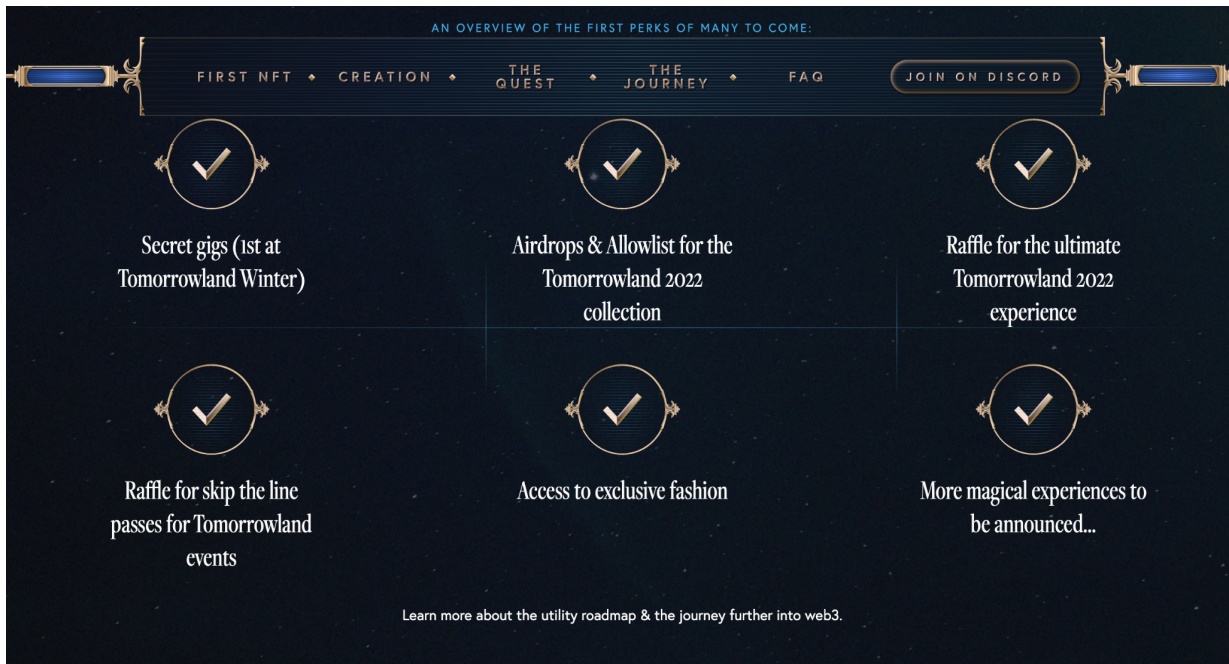 AN OVERVIEW OF THE FIRST PERKS OF MANY TO COME:
FIRST NFT
CREATION
THE
QUEST
THE
JOURNEY
FAQ
JOIN ON DISCORD
Secret gigs (1st at
Tomorrowland Winter)
Airdrops & Allowlist for the
Tomorrowland 2022
collection
Raffle for the ultimate
Tomorrowland 2022
experience
Raffle for skip the line
passes for Tomorrowland
events
Access to exclusive fashion
More magical experiences to
be announced...
Learn more about the utility roadmap & the journey further into web3.